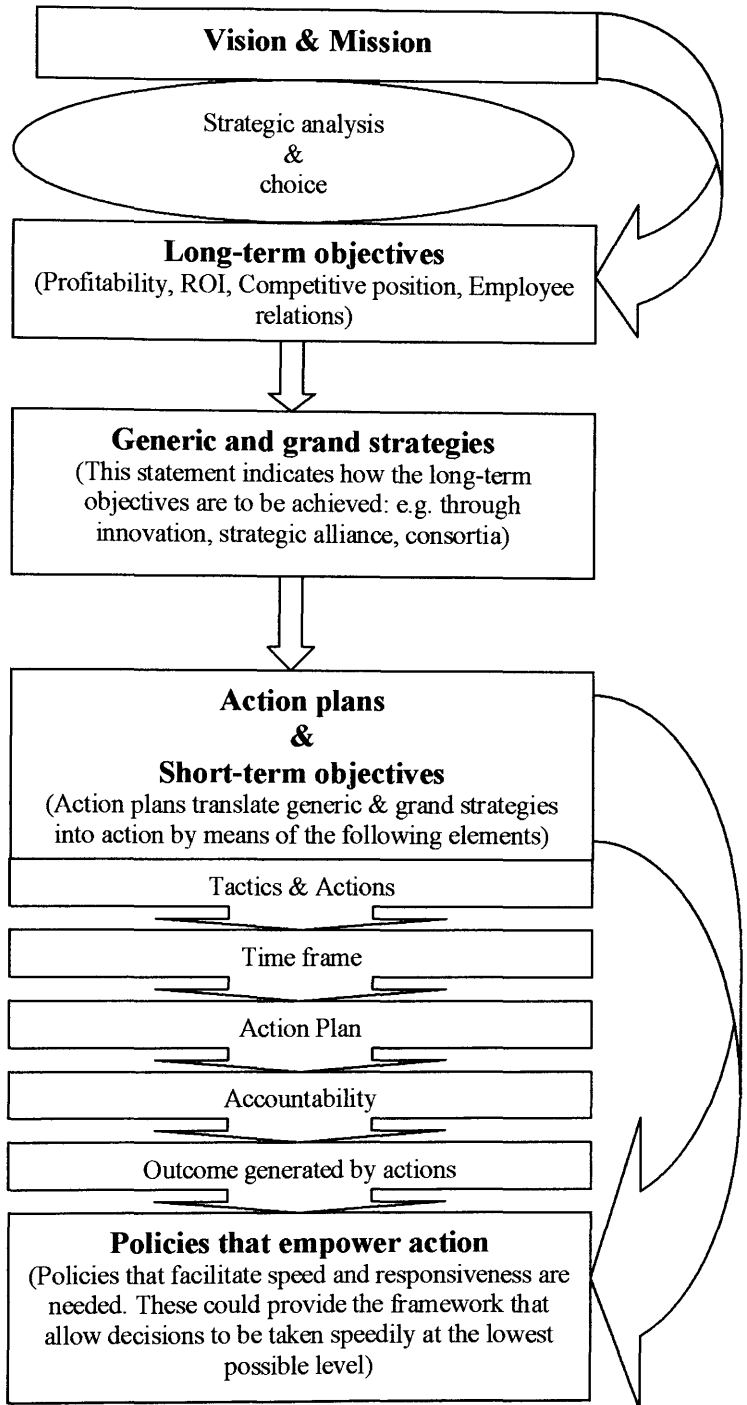 Vision & Mission
Strategic analysis
&
choice
Long-term objectives
(Profitability, ROI, Competitive position, Employee
relations)
Generic and grand strategies
(This statement indicates how the long-term
objectives are to be achieved: e.g. through
innovation, strategic alliance, consortia)
Action plans
&
Short-term objectives
(Action plans translate generic & grand strategies
into action by means of the following elements)
Tactics & Actions
Time frame
Action Plan
Accountability
Outcome generated by actions
Policies that empower action
(Policies that facilitate speed and responsiveness are
needed. These could provide the framework that
allow decisions to be taken speedily at the lowest
possible level)